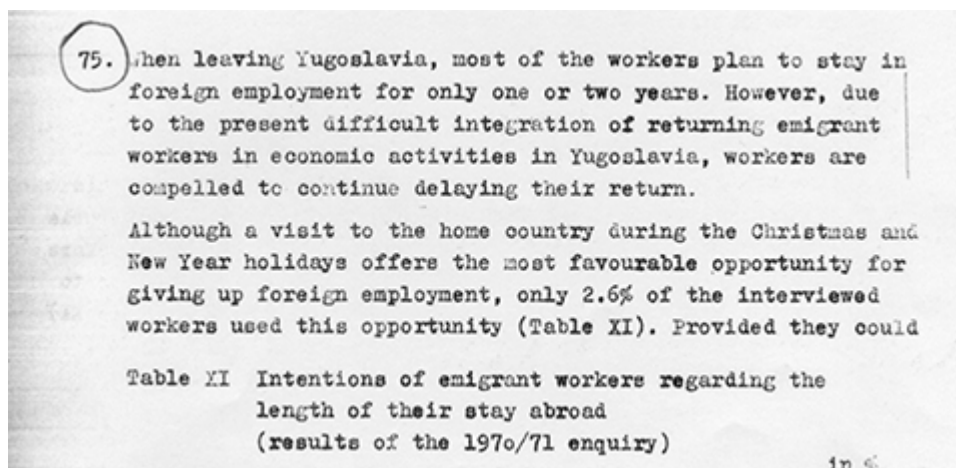 75. When leaving Yugoslavia, most of the workers plan to stay in
foreign employment for only one or two years. However, due
to the present difficult integration of returning emigrant
workers in economic activities in Yugoslavia, workers are
compelled to continue delaying their return.
Although a visit to the home country during the Christmas and
New Year holidays offers the most favourable opportunity for
giving up foreign employment, only 2.6% of the interviewed
workers used this opportunity (Table XI). Provided they could
Table XI Intentions of emigrant workers regarding the
length of their stay abroad
(results of the 197o/71 enquiry)
in %